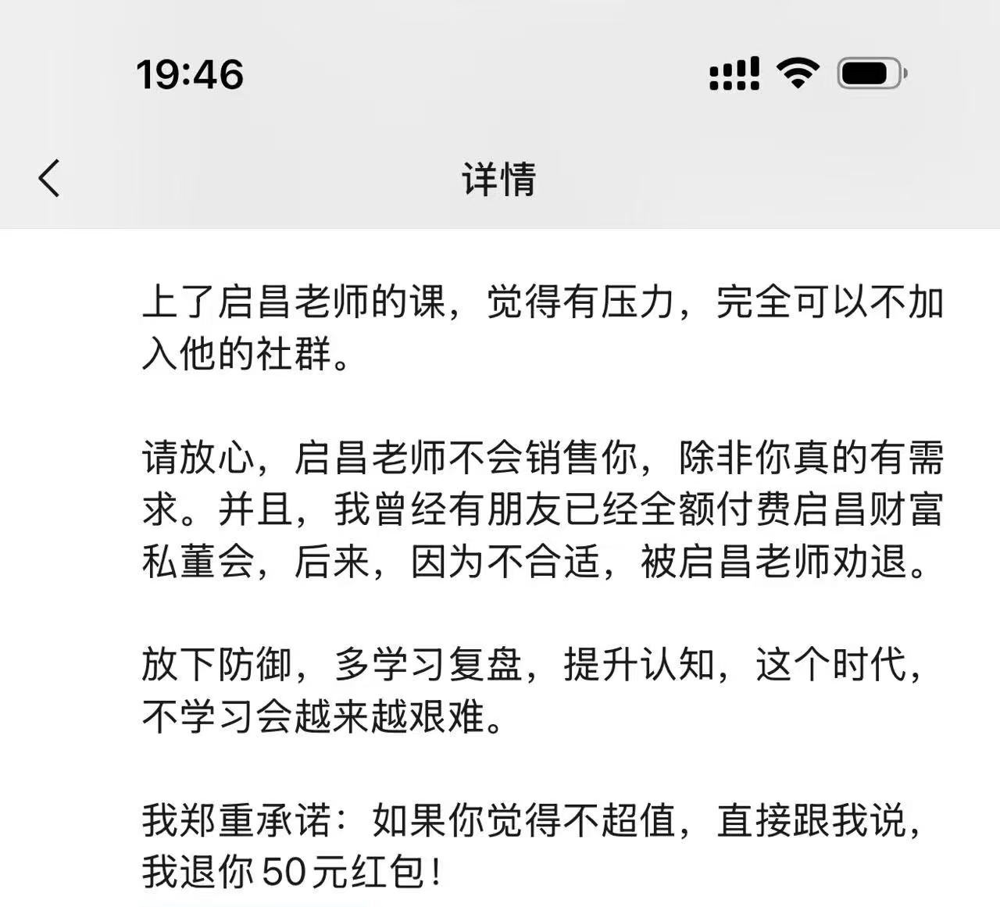 19:46
详情
上了启昌老师的课，觉得有压力，完全可以不加
入他的社群。
请放心，启昌老师不会销售你，除非你真的有需
求。并且，我曾经有朋友已经全额付费启昌财富
私董会，后来，因为不合适，被启昌老师劝退。
放下防御，多学习复盘，提升认知，这个时代，
不学习会越来越艰难。
我郑重承诺：如果你觉得不超值，直接跟我说，
我退你50元红包！